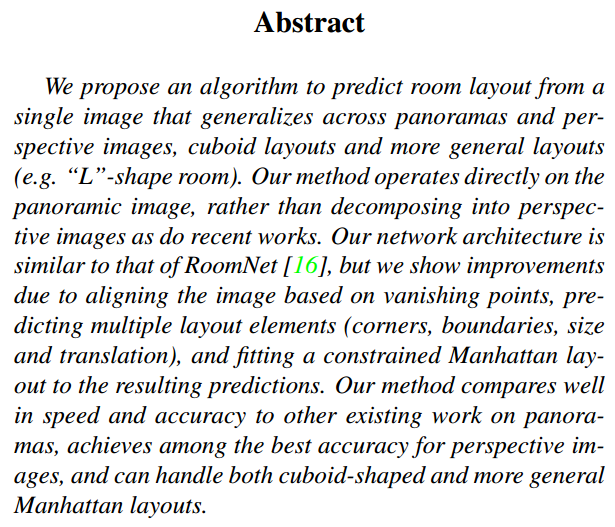 Abstract
We propose an algorithm to predict room layout from a
single image that generalizes across panoramas and per-
spective images, cuboid layouts and more general layouts
(e.g. “L”-shape room). Our method operates directly on the
panoramic image, rather than decomposing into perspec-
tive images as do recent works. Our network architecture is
similar to that of RoomNet [16], but we show improvements
due to aligning the image based on vanishing points, pre-
dicting multiple layout elements (corners, boundaries, size
and translation), and fitting a constrained Manhattan lay-
out to the resulting predictions. Our method compares well
in speed and accuracy to other existing work on panora-
mas, achieves among the best accuracy for perspective im-
ages, and can handle both cuboid-shaped and more general
Manhattan layouts.